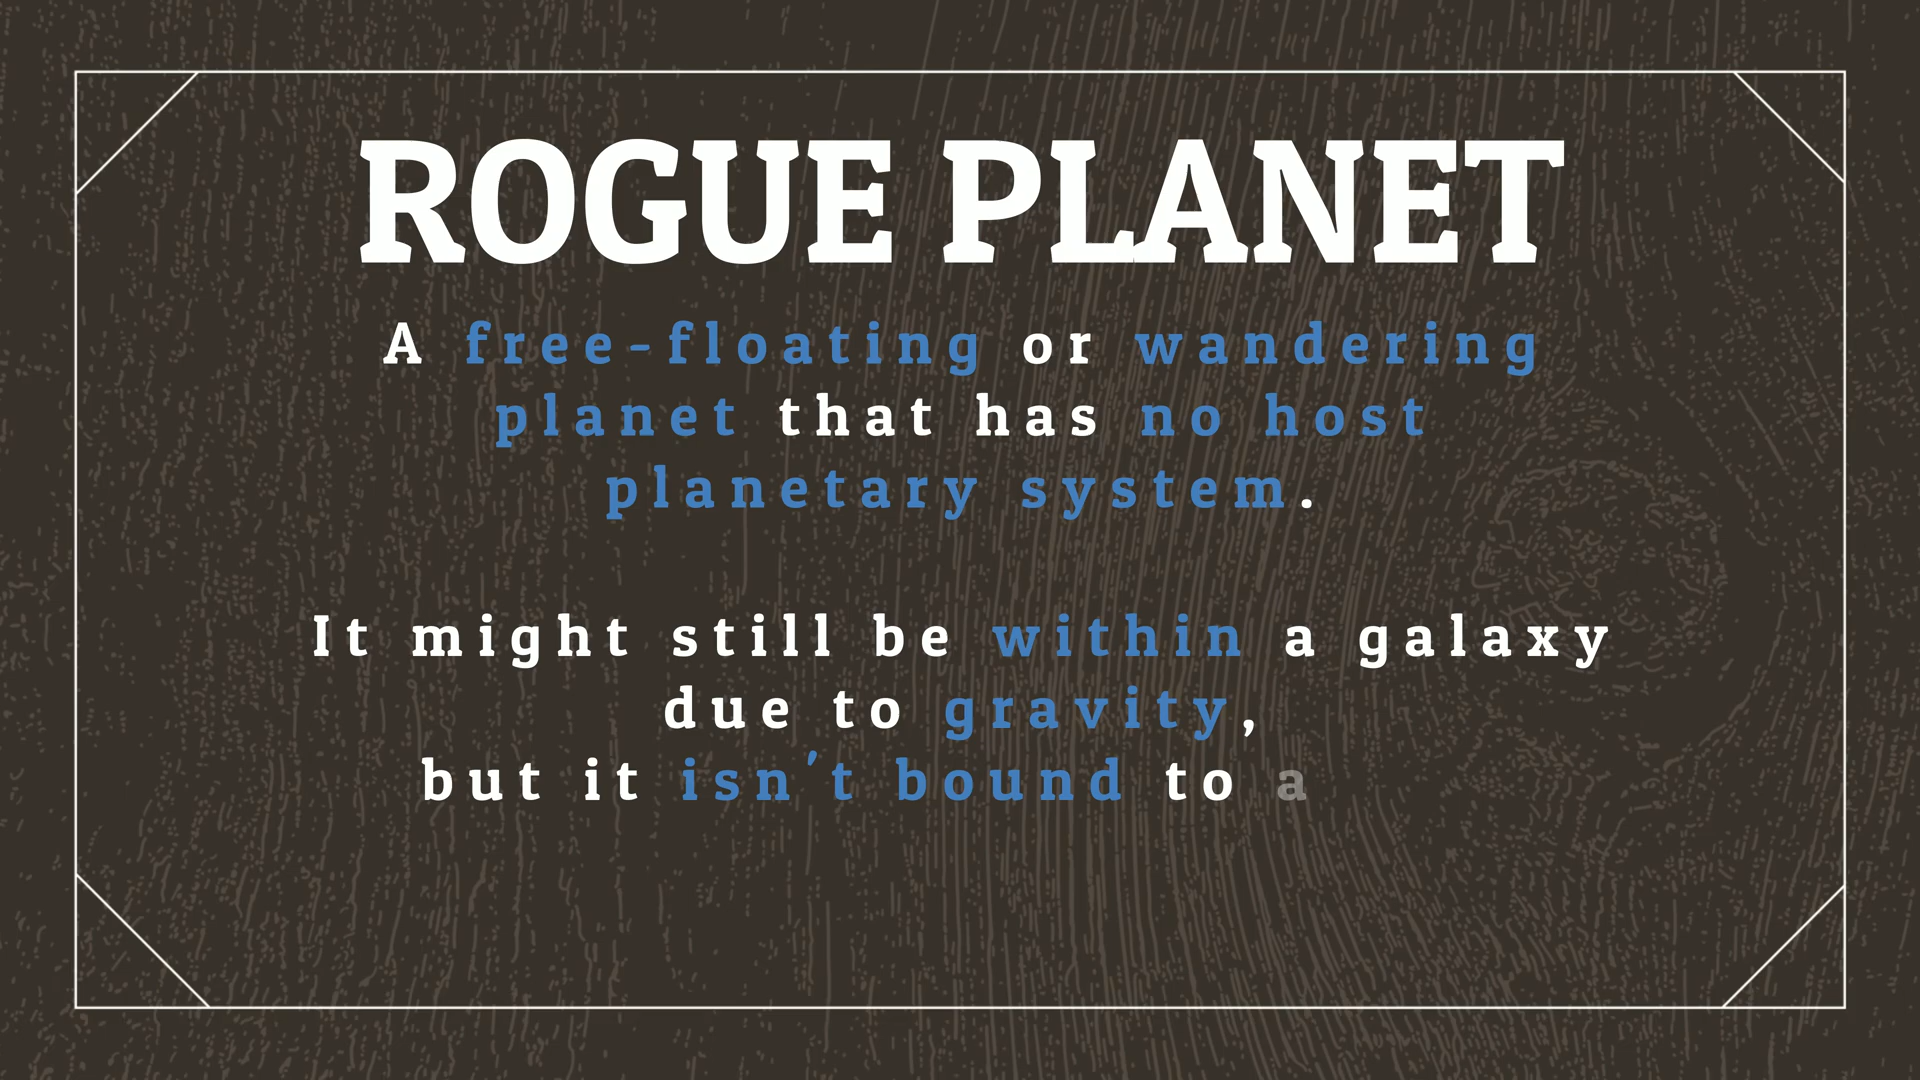 ROGUE PLANET
A free-floating or wandering
planet that has no host
planetary system.
It might still be within a galaxy
due to gravity,
but it isn't bound to a